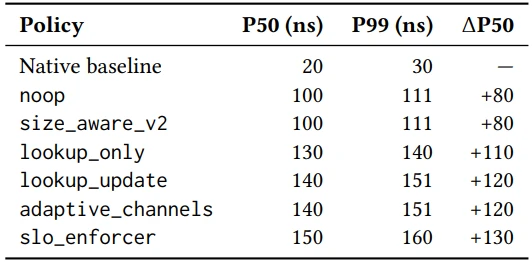 Policy P50 (ns) P99 (ns) ΔP50
Native baseline 20 30 —
noop 100 111 +80
size_aware_v2 100 111 +80
lookup_only 130 140 +110
lookup_update 140 151 +120
adaptive_channels 140 151 +120
slo_enforcer 150 160 +130